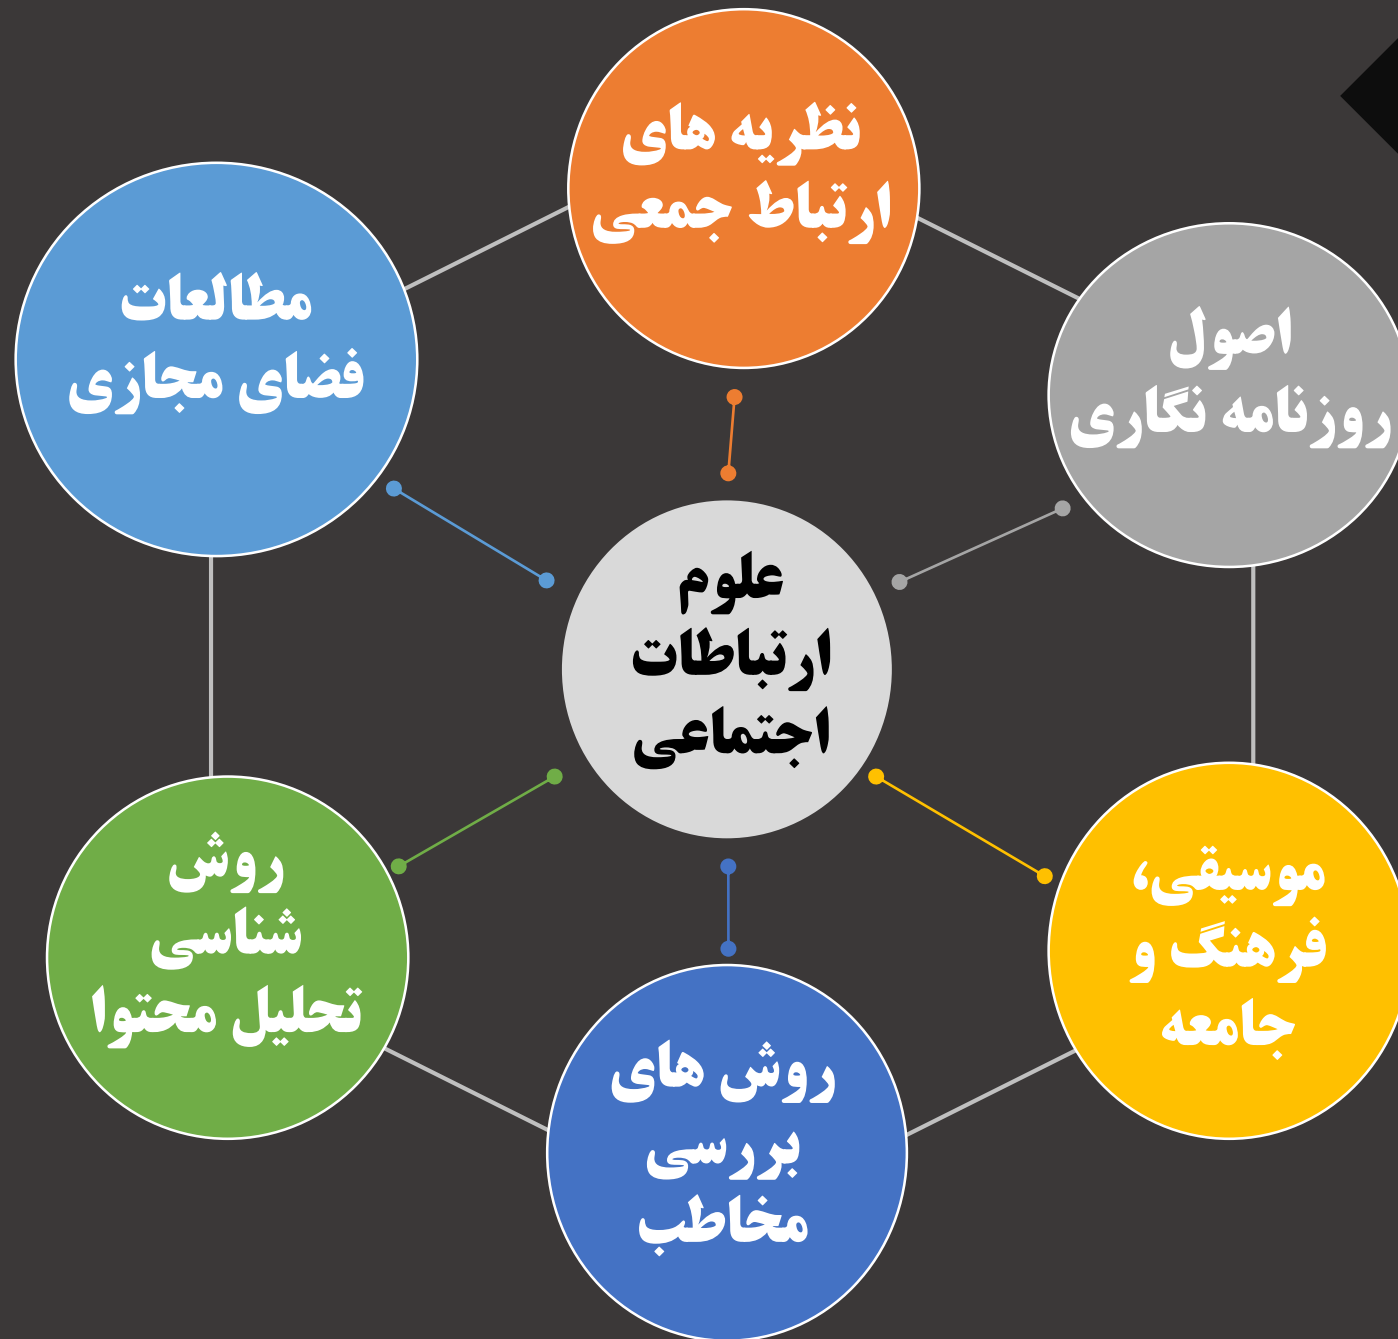 نظریه های
ارتباط جمعی
اصول
روزنامه نگاری
مطالعات
فضای مجازی
علوم
ارتباطات
اجتماعی
موسیقی،
فرهنگ و
جامعه
روش
شناسی
تحلیل محتوا
روش های
بررسی
مخاطب